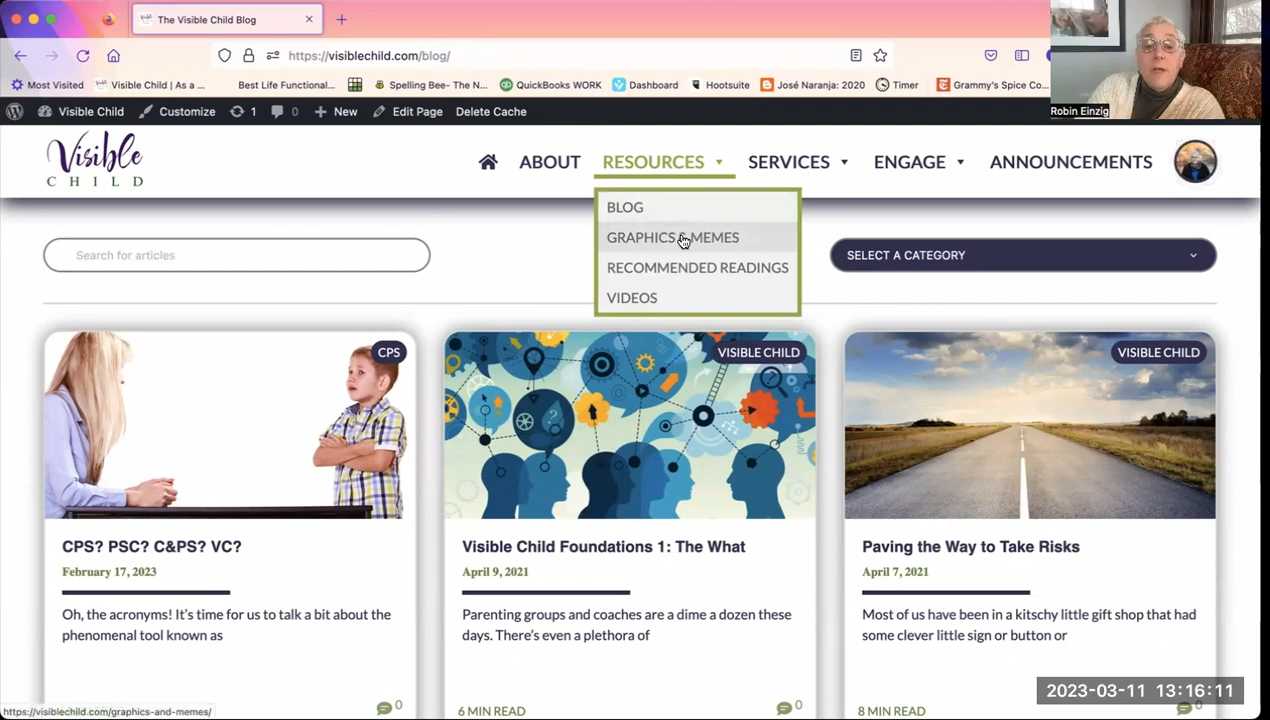 The Visible Child Blog
https://visiblechild.com/blog/
Most Visited
Visible Child | As a ...
Best Life Functional...
Spelling Bee- The N...
QuickBooks WORK
Dashboard
Hootsuite
José Naranja: 2020
Timer
Grammy's Spice Co...
Robin Einzig
Visible Child
Customize
1
0
New
Edit Page
Delete Cache
Visible
CHILD
ABOUT
RESOURCES
SERVICES
ENGAGE
ANNOUNCEMENTS
BLOG
GRAPHICS & MEMES
RECOMMENDED READINGS
VIDEOS
Search for articles
SELECT A CATEGORY
CPS
VISIBLE CHILD
VISIBLE CHILD
CPS? PSC? C&PS? VC?
February 17, 2023
Oh, the acronyms! It's time for us to talk a bit about the
phenomenal tool known as
0
Visible Child Foundations 1: The What
April 9, 2021
Parenting groups and coaches are a dime a dozen these
days. There's even a plethora of
6 MIN READ
0
Paving the Way to Take Risks
April 7, 2021
Most of us have been in a kitschy little gift shop that had
some clever little sign or button or
8 MIN READ
2023-03-11 13:16:11
https://visiblechild.com/graphics-and-memes/